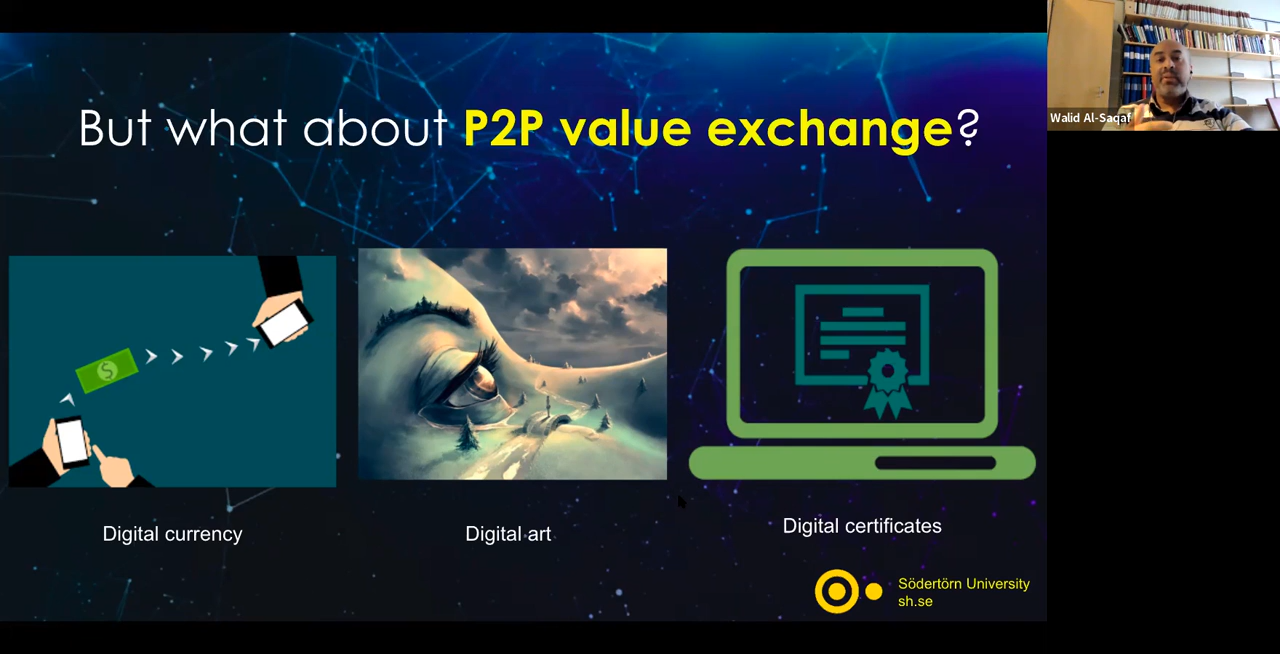 But what about P2P value exchange?
Walid Al-Saqaf
$
Digital currency
Digital art
Digital certificates
Södertörn University
sh.se